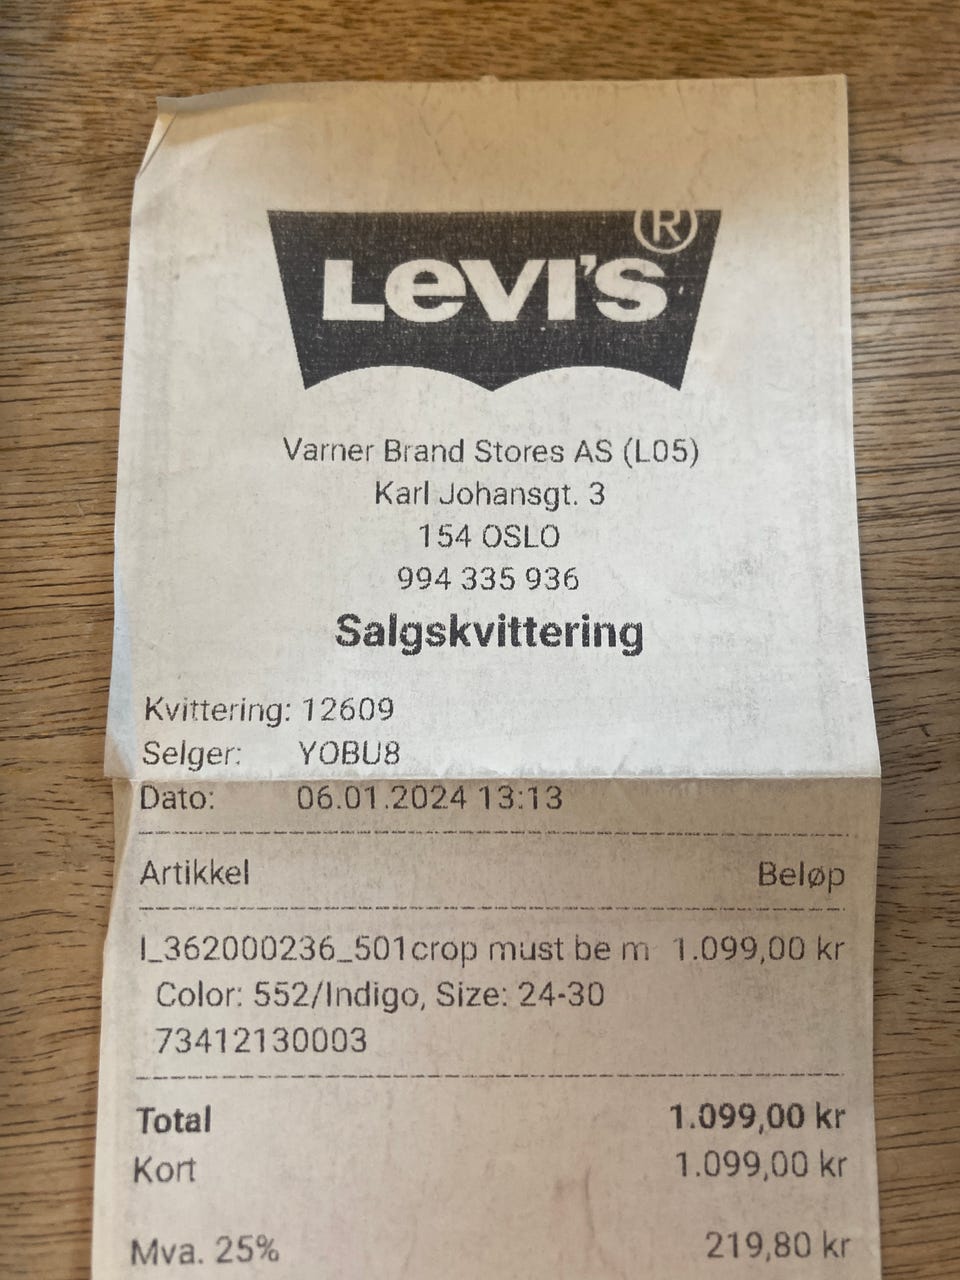 LEVI'S ®
Varner Brand Stores AS (L05)
Karl Johansgt. 3
154 OSLO
994 335 936
Salgskvittering
Kvittering: 12609
Selger: YOBU8
Dato: 06.01.2024 13:13
Artikkel Beløp
I_362000236_501crop must be m 1.099,00 kr
Color: 552/Indigo, Size: 24-30
73412130003
Total 1.099,00 kr
Kort 1.099,00 kr
Mva. 25% 219,80 kr